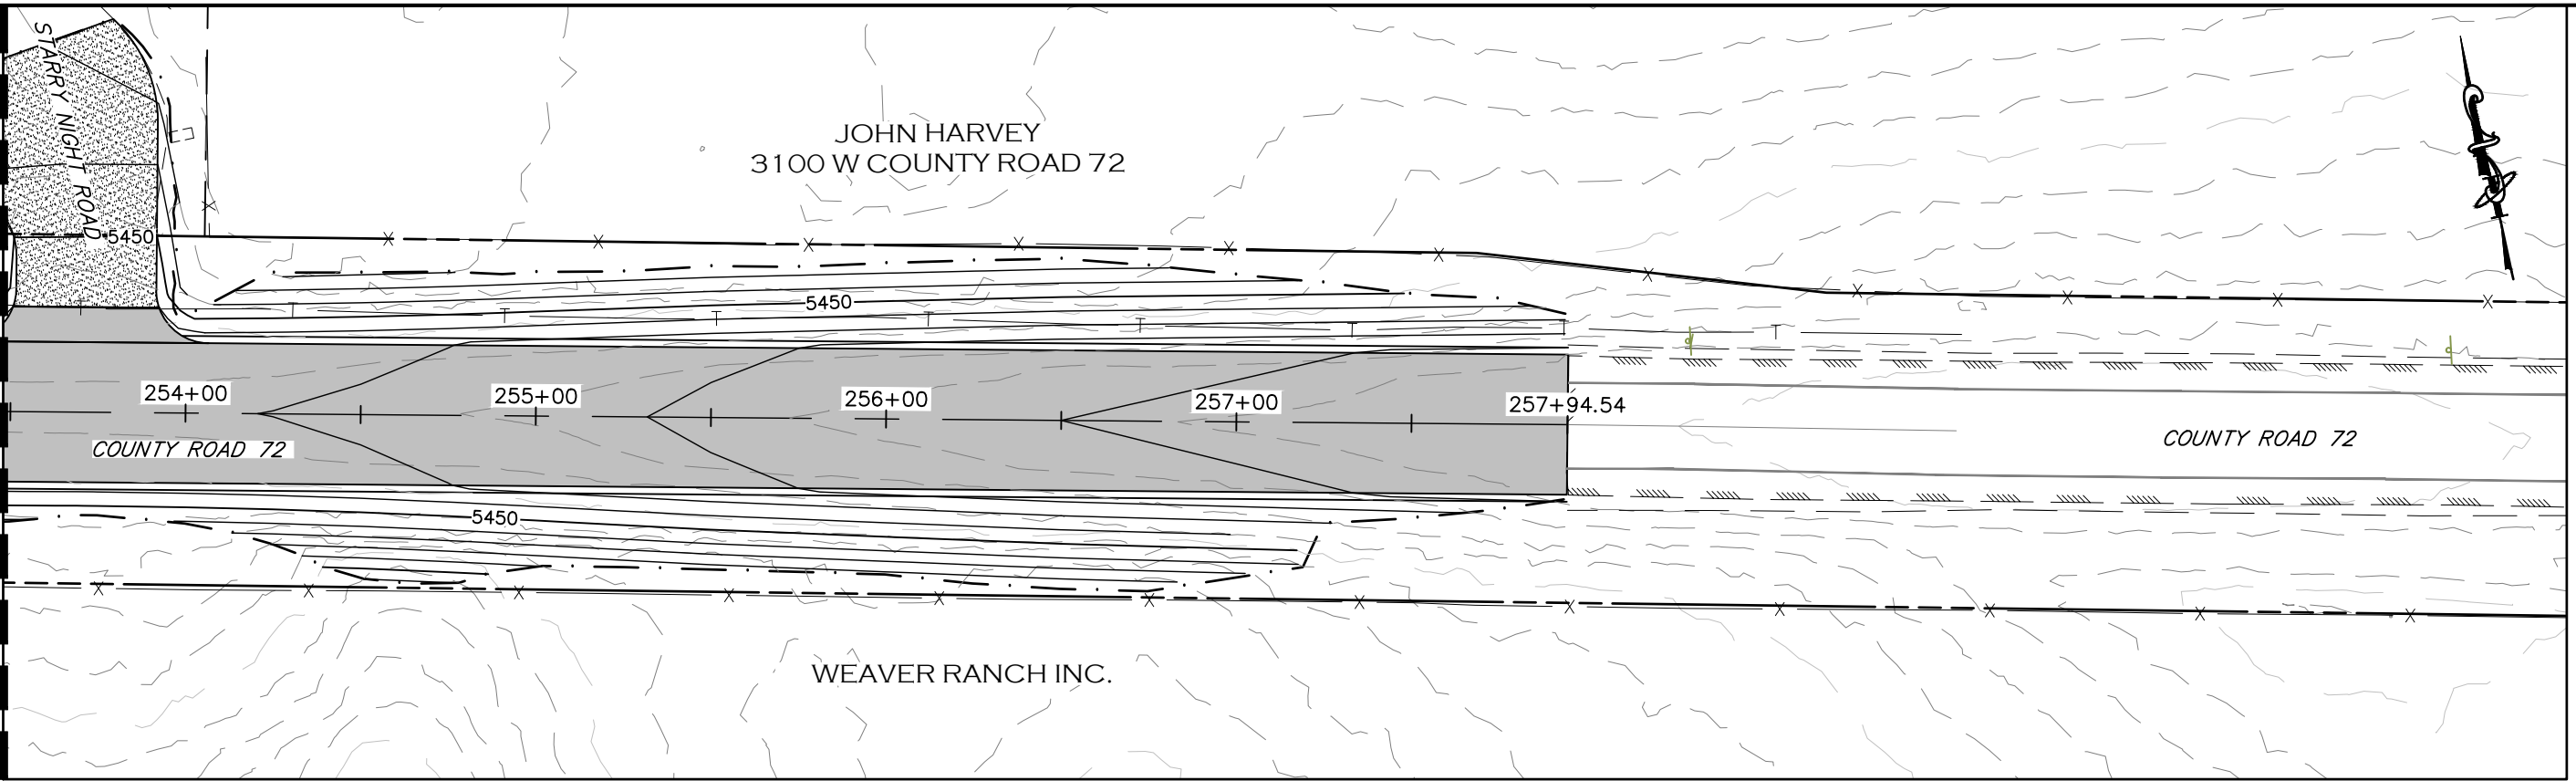 STARRY NIGHT ROAD
JOHN HARVEY
3100 W COUNTY ROAD 72
5450
5450
254+00
255+00
256+00
257+00
257+94.54
COUNTY ROAD 72
COUNTY ROAD 72
5450
WEAVER RANCH INC.